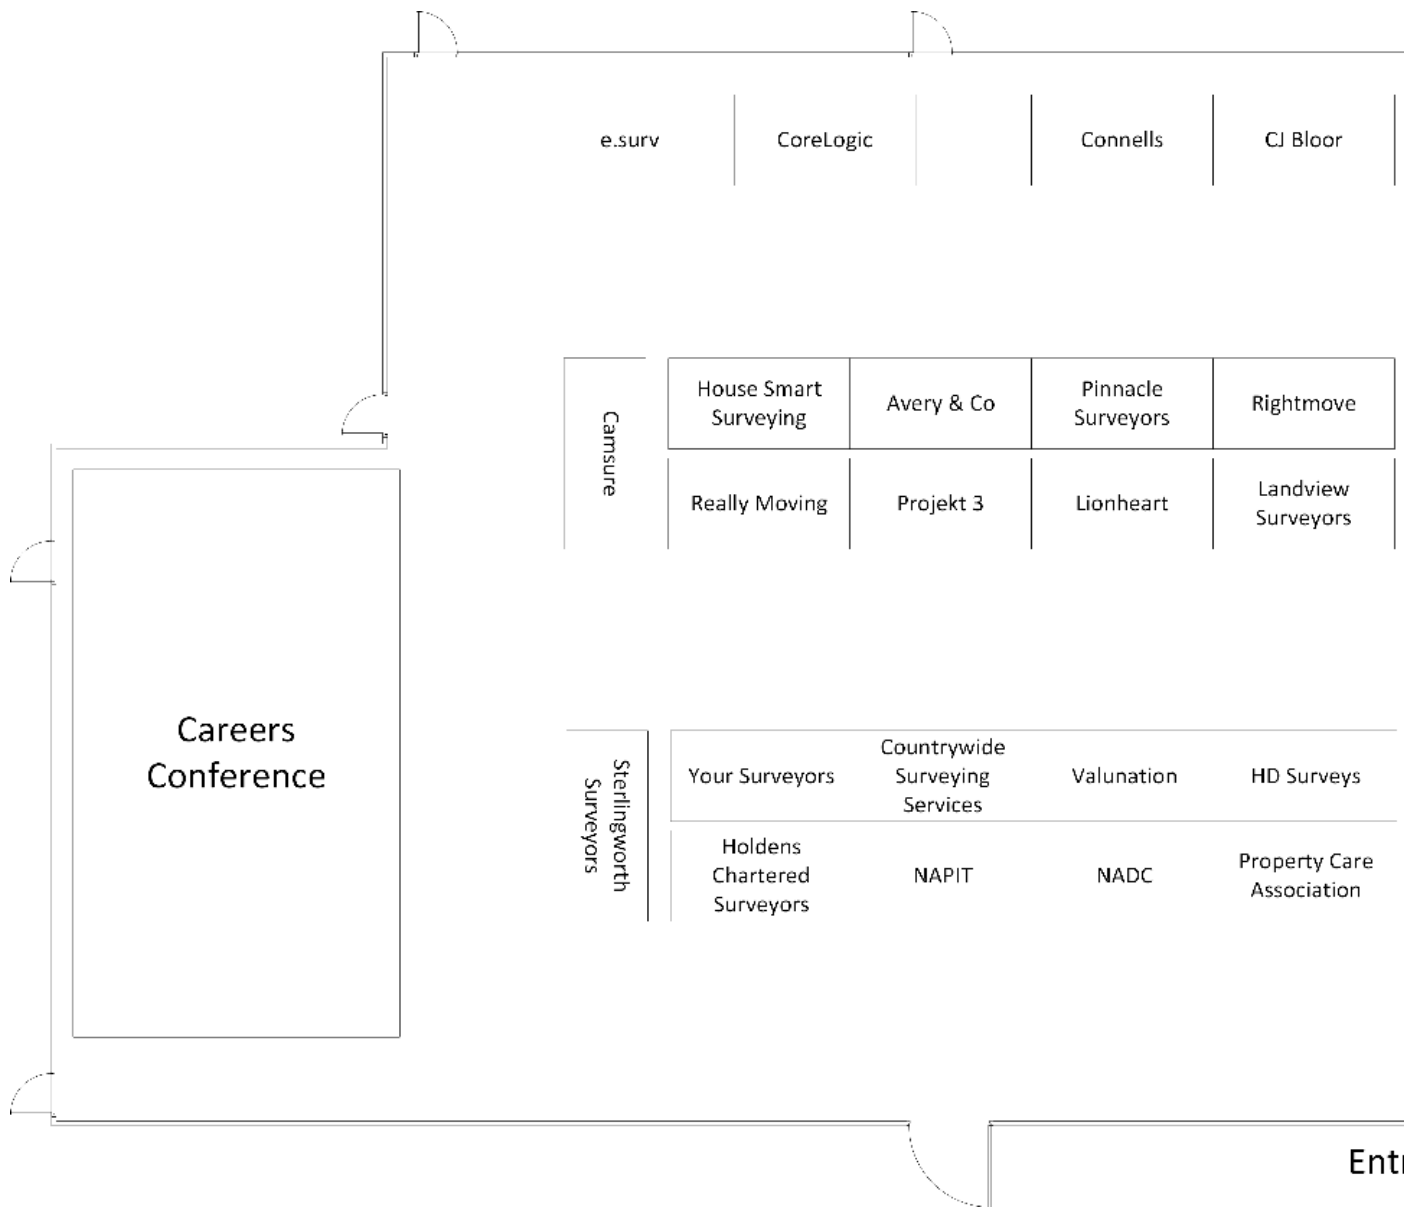 e.surv
CoreLogic
Connells
CJ Bloor
Camsure
House Smart
Surveying
Avery & Co
Pinnacle
Surveyors
Rightmove
Really Moving
Projekt 3
Lionheart
Landview
Surveyors
Careers
Conference
Sterlingworth
Surveyors
Your Surveyors
Countrywide
Surveying
Services
Valunation
HD Surveys
Holdens
Chartered
Surveyors
NAPIT
NADC
Property Care
Association
Entr